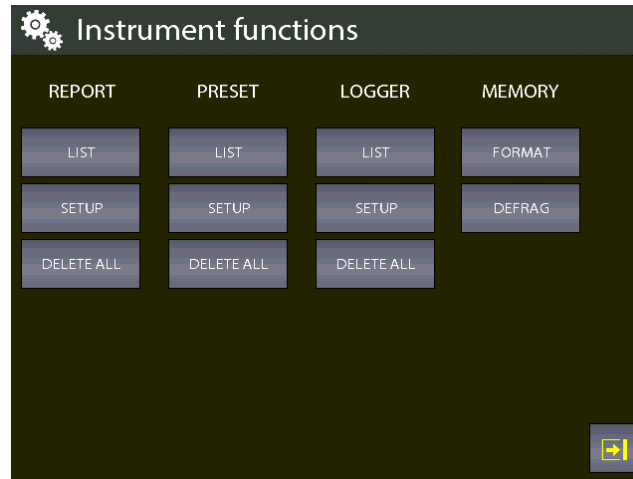 Instrument functions
REPORT PRESET LOGGER MEMORY
LIST LIST LIST FORMAT
SETUP SETUP SETUP DEFRAG
DELETE ALL DELETE ALL DELETE ALL